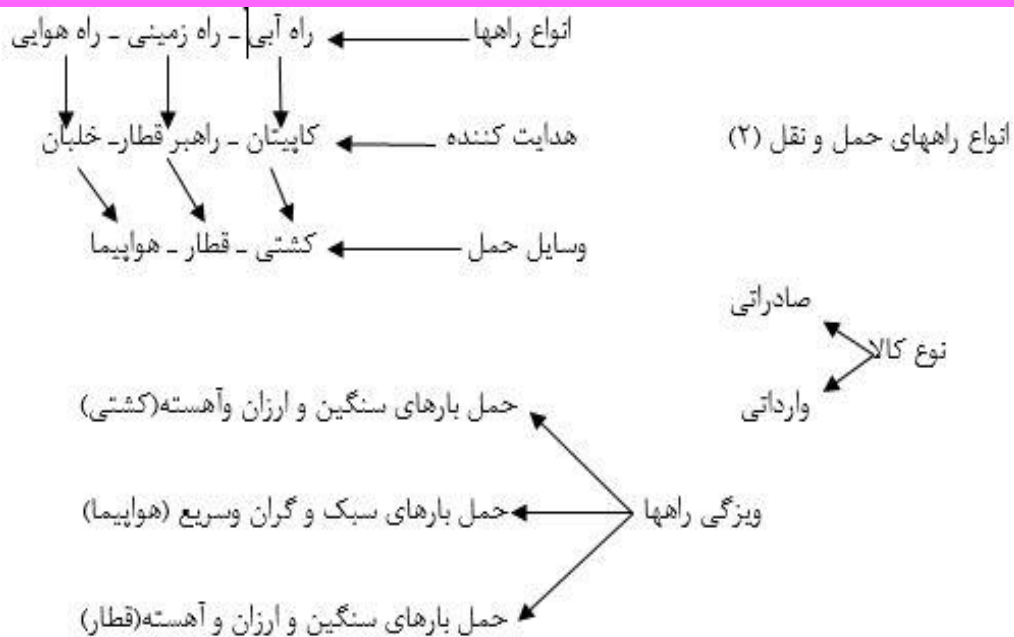 انواع راهها راه آبی ـ راه زمینی ـ راه هوایی
انواع راههای حمل و نقل (۲) هدایت کننده کاپیتان ـ راهبر قطارـ خلبان
وسایل حمل کشتی ـ قطار ـ هواپیما
صادراتی
نوع کالا
وارداتی
حمل بارهای سنگین و ارزان وآهسته(کشتی)
ویزگی راهها حمل بارهای سبک و گران وسریع (هواپیما)
حمل بارهای سنگین و ارزان و آهسته(قطار)